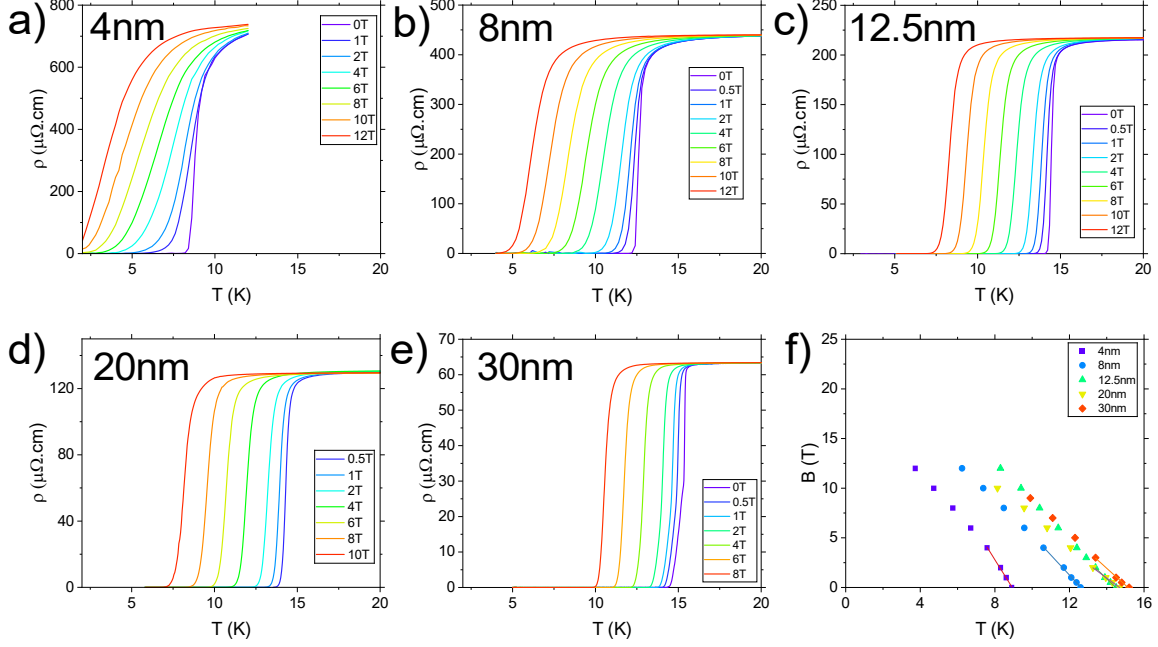 a) 4nm
800
600
400
200
0
ρ (μΩ.cm)
5 10 15 20
T (K)
0T
1T
2T
4T
6T
8T
10T
12T
b) 8nm
500
400
300
200
100
0
ρ (μΩ.cm)
5 10 15 20
T (K)
0T
0.5T
1T
2T
4T
6T
8T
10T
12T
c) 12.5nm
250
200
150
100
50
0
ρ (μΩ.cm)
5 10 15 20
T (K)
0T
0.5T
1T
2T
4T
6T
8T
10T
12T
d) 20nm
120
90
60
30
0
ρ (μΩ.cm)
5 10 15 20
T (K)
0.5T
1T
2T
4T
6T
8T
10T
e) 30nm
70
60
50
40
30
20
10
0
ρ (μΩ.cm)
5 10 15 20
T (K)
0T
0.5T
1T
2T
4T
6T
8T
f)
25
20
15
10
5
0
B (T)
0 4 8 12 16
T (K)
4nm
8nm
12.5nm
20nm
30nm